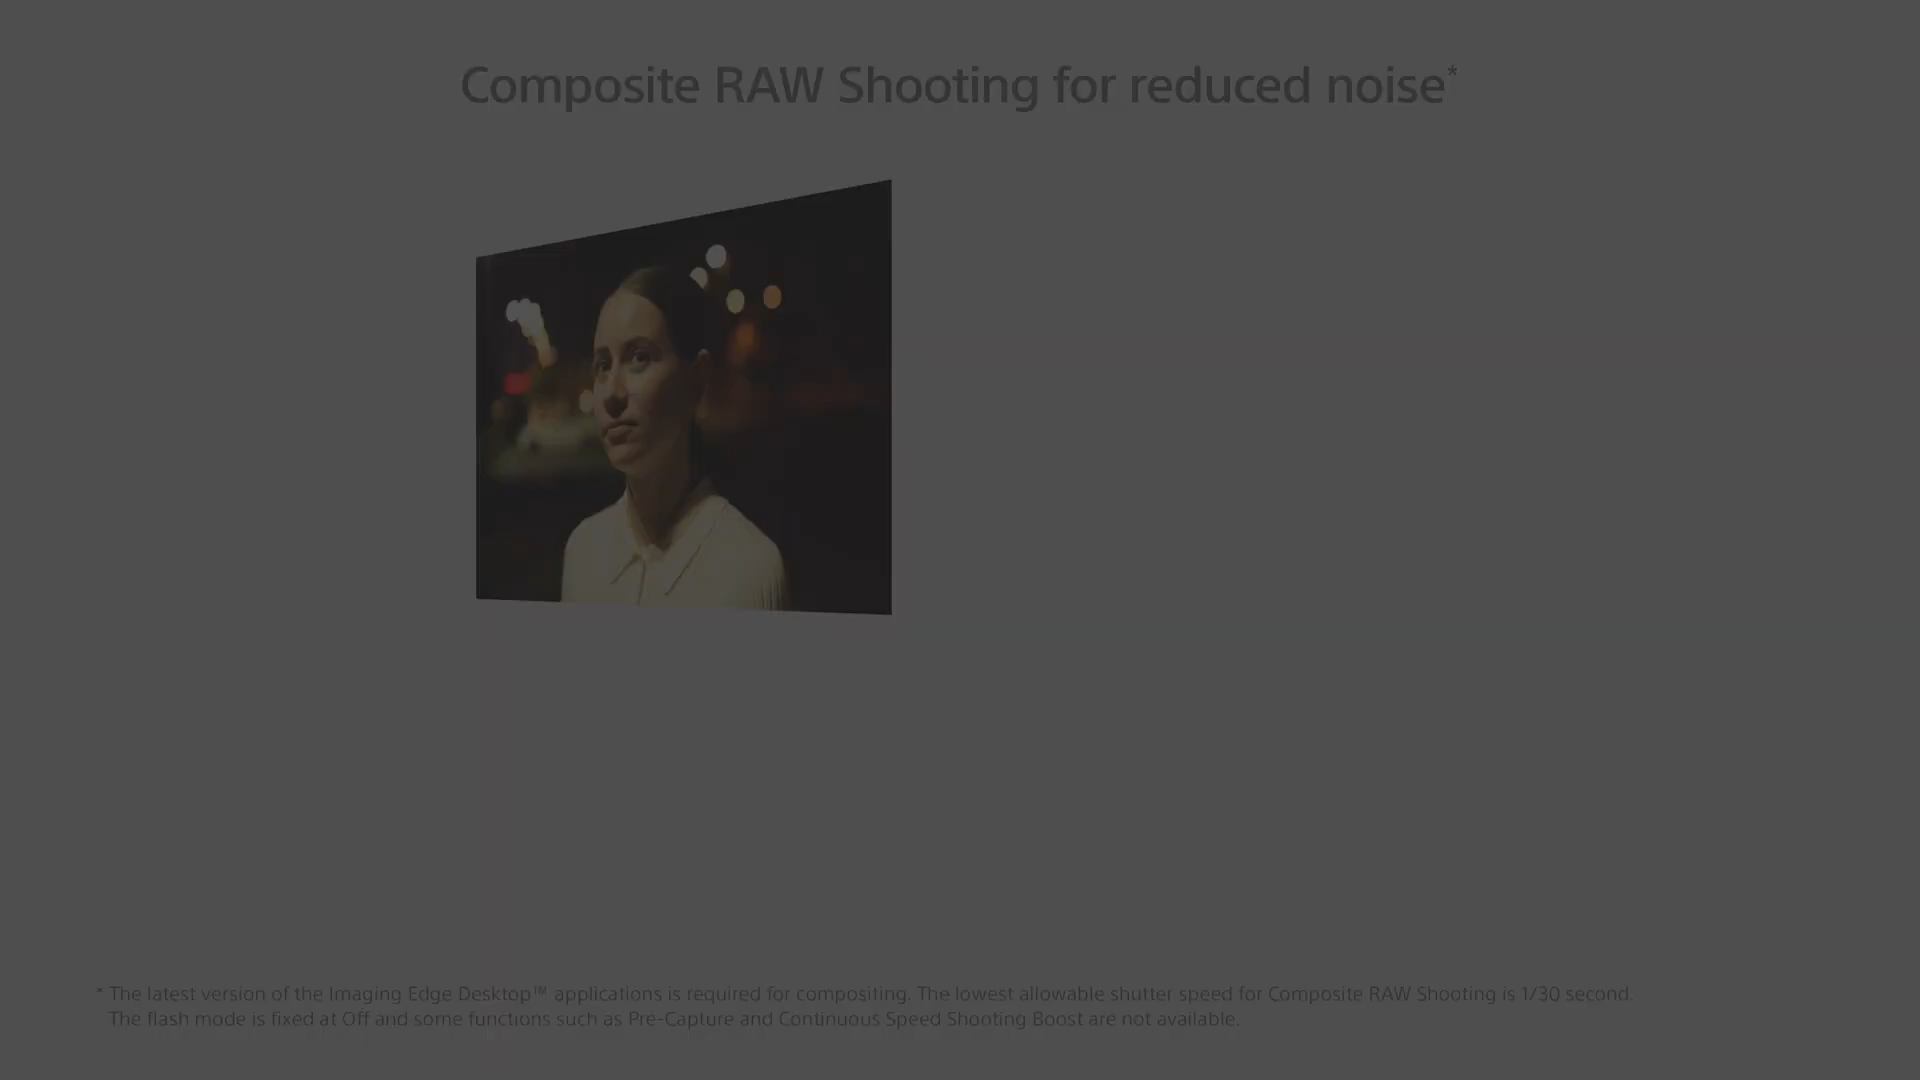 Composite RAW Shooting for reduced noise*
* The latest version of the Imaging Edge Desktop™ applications is required for compositing. The lowest allowable shutter speed for Composite RAW Shooting is 1/30 second.
The flash mode is fixed at Off and some functions such as Pre-Capture and Continuous Speed Shooting Boost are not available.